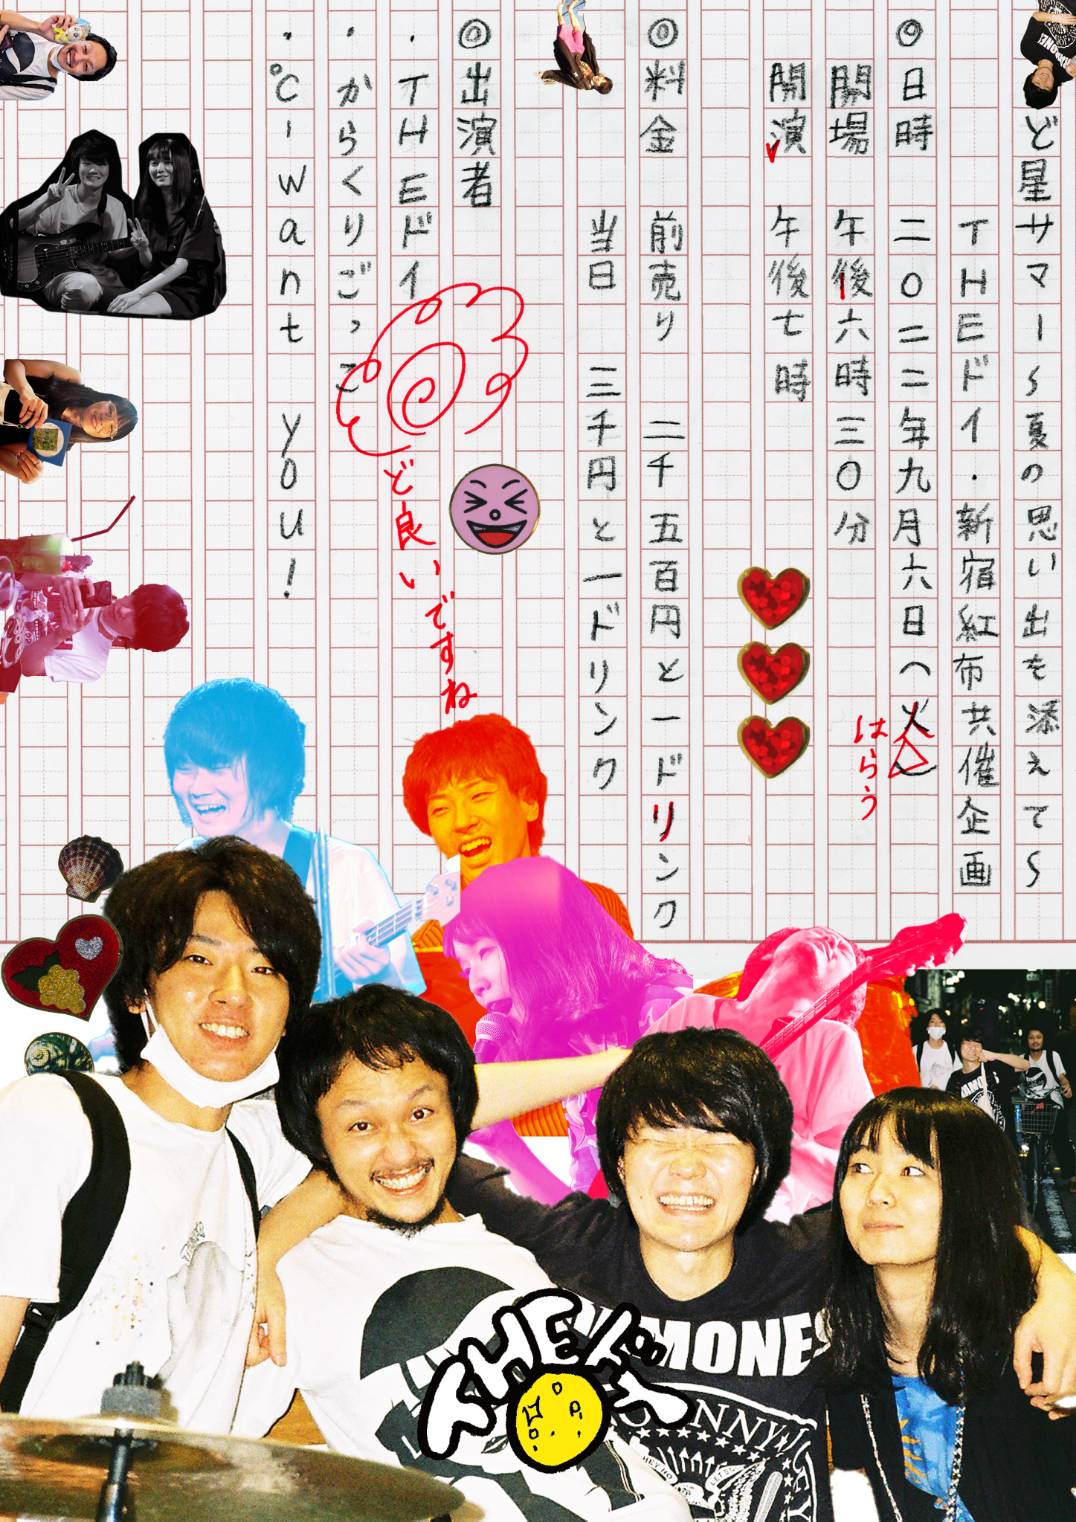 ど星サマー〜夏の思い出を添えて〜
THEドイ・新宿紅布共催企画
◎日時 二〇二二年九月六日(火)
はらう
開場 午後六時三〇分
開演 午後七時
◎料金 前売り 二千五百円と一ドリンク
当日 三千円と一ドリンク
◎出演者
・THEドイ
・からくりごっこ
・℃-want you!
ど良いですね
THEドイ